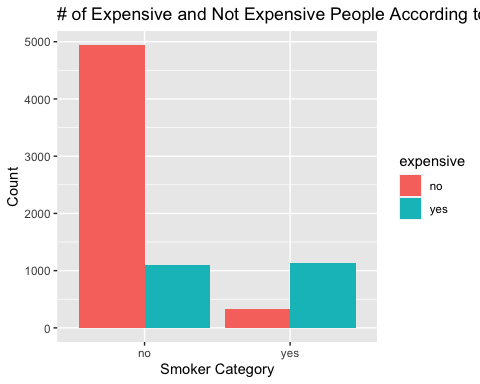 # of Expensive and Not Expensive People According to
5000
4000
3000
2000
1000
0
Count
no
yes
Smoker Category
expensive
no
yes